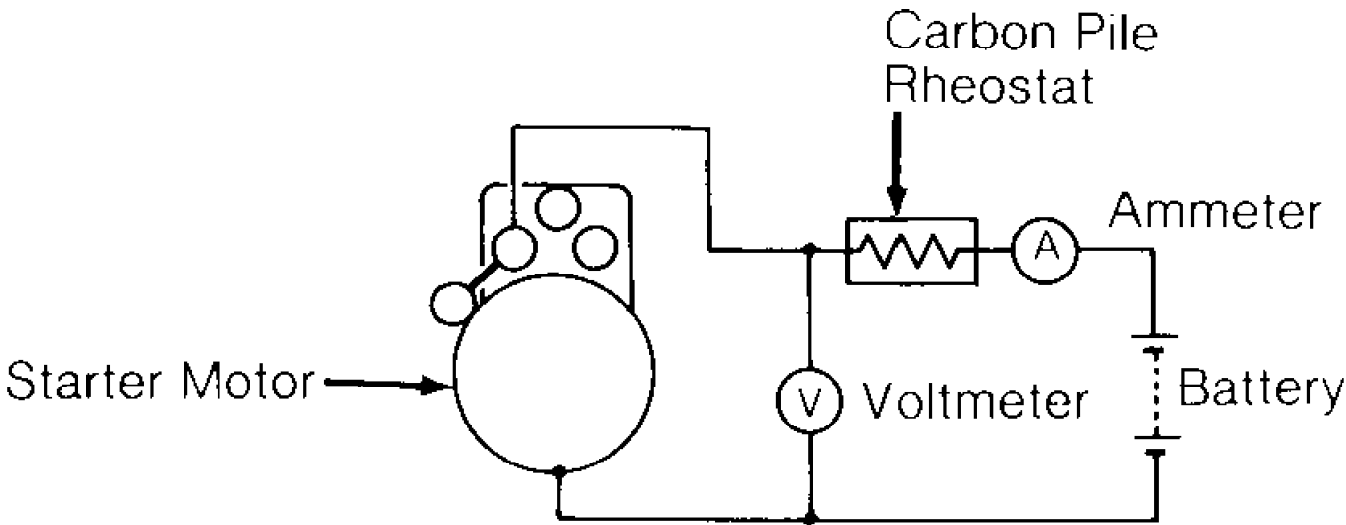 Carbon Pile
Rheostat
Ammeter
A
Starter Motor
V
Voltmeter
Battery